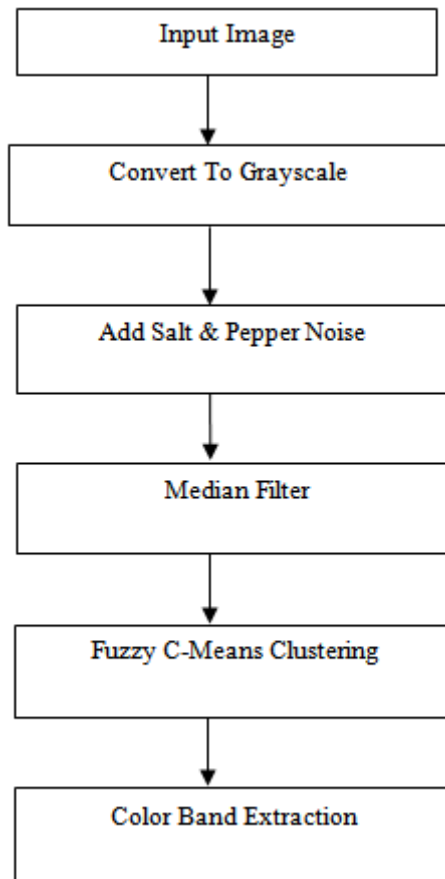 Input Image
Convert To Grayscale
Add Salt & Pepper Noise
Median Filter
Fuzzy C-Means Clustering
Color Band Extraction